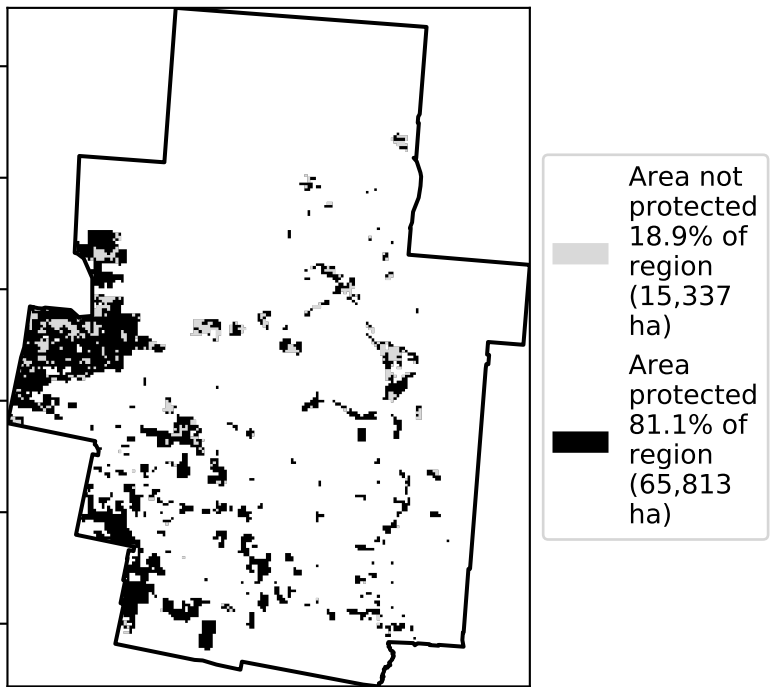 Area not
protected
18.9% of
region
(15,337
ha)
Area
protected
81.1% of
region
(65,813
ha)